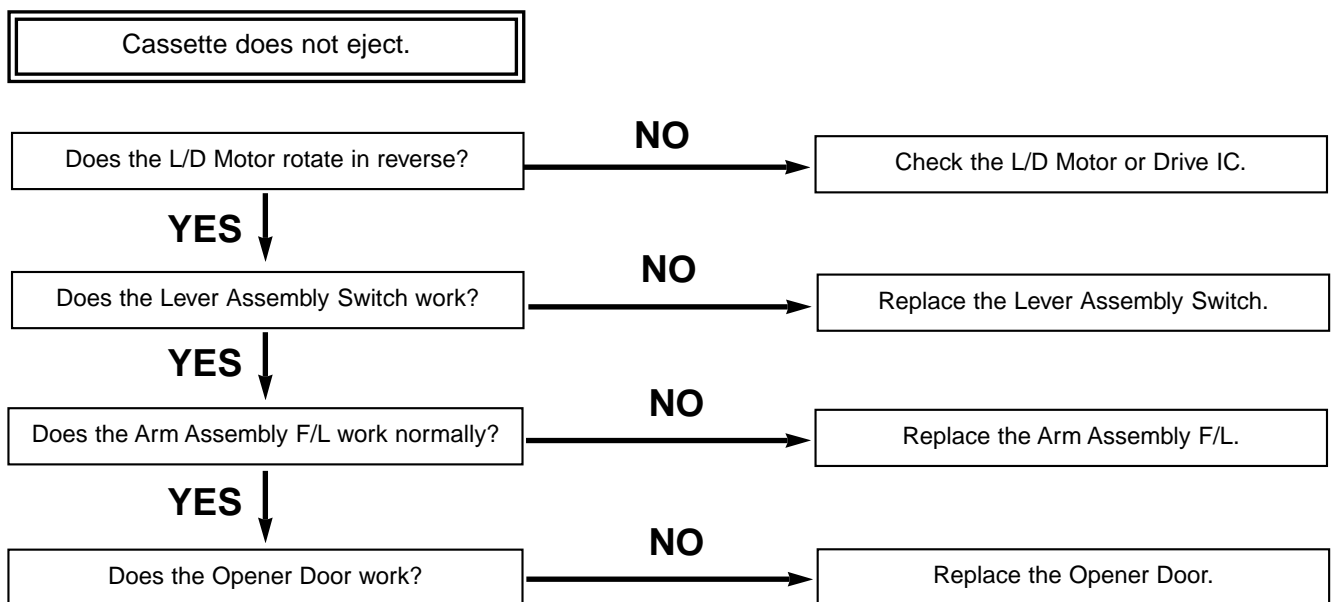 Cassette does not eject.
NO
Does the L/D Motor rotate in reverse?
Check the L/D Motor or Drive IC.
YES
NO
Does the Lever Assembly Switch work?
Replace the Lever Assembly Switch.
YES
NO
Does the Arm Assembly F/L work normally?
Replace the Arm Assembly F/L.
YES
NO
Does the Opener Door work?
Replace the Opener Door.